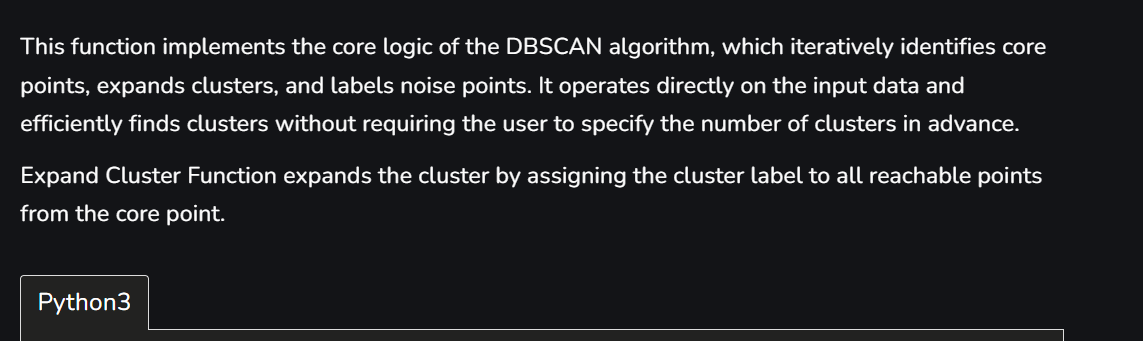 This function implements the core logic of the DBSCAN algorithm, which iteratively identifies core
points, expands clusters, and labels noise points. It operates directly on the input data and
efficiently finds clusters without requiring the user to specify the number of clusters in advance.
Expand Cluster Function expands the cluster by assigning the cluster label to all reachable points
from the core point.
Python3